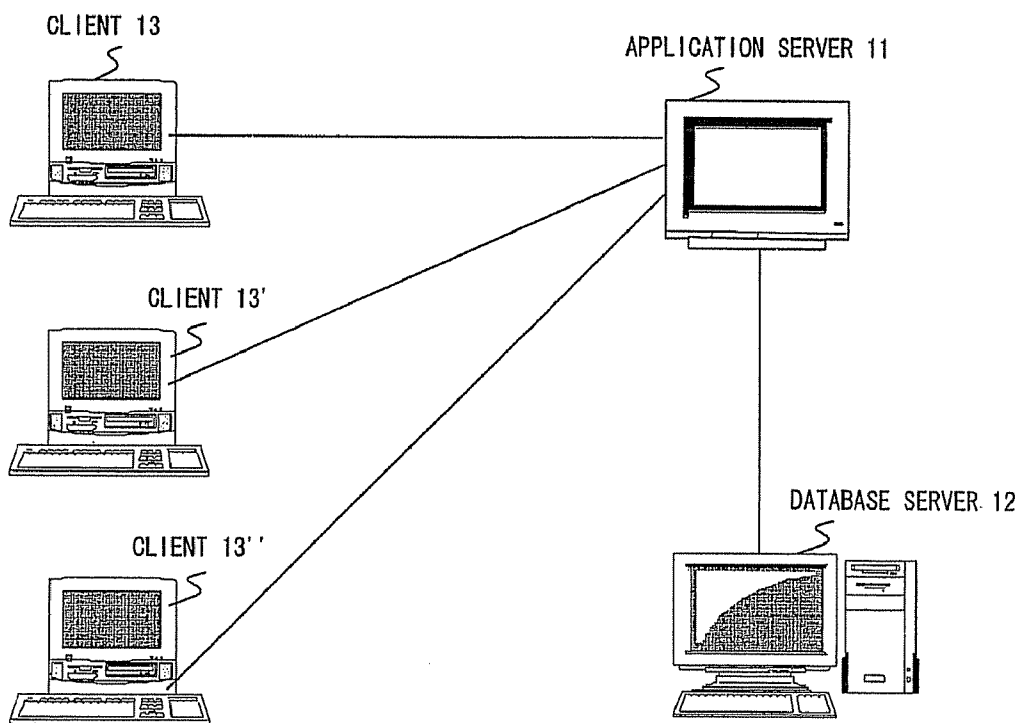 CLIENT 13
APPLICATION SERVER 11
CLIENT 13'
DATABASE SERVER 12
CLIENT 13''